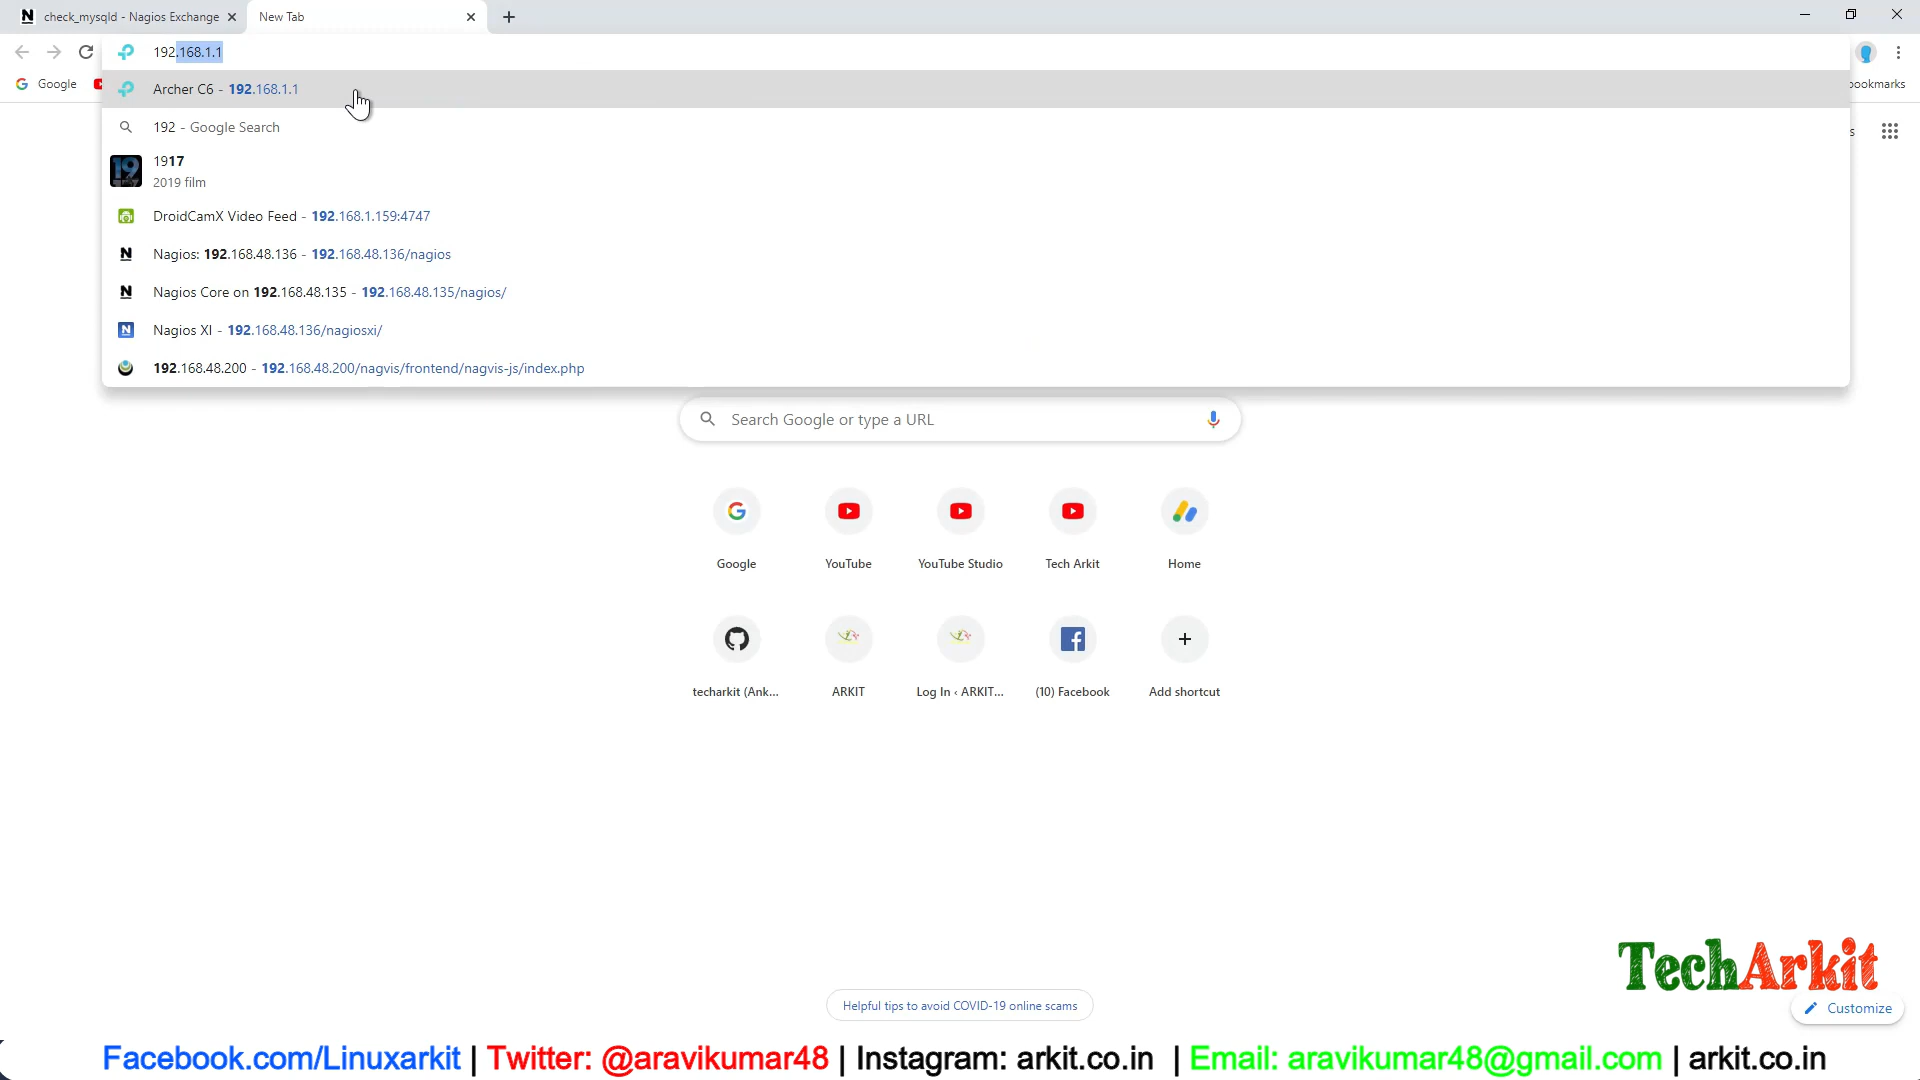 check_mysqld - Nagios Exchange
New Tab
192.168.1.1
Google
bookmarks
Archer C6 - 192.168.1.1
192 - Google Search
s
1917
2019 film
DroidCamX Video Feed - 192.168.1.159:4747
Nagios: 192.168.48.136 - 192.168.48.136/nagios
Nagios Core on 192.168.48.135 - 192.168.48.135/nagios/
Nagios XI - 192.168.48.136/nagiosxi/
192.168.48.200 - 192.168.48.200/nagvis/frontend/nagvis-js/index.php
Search Google or type a URL
Google
YouTube
YouTube Studio
Tech Arkit
Home
techarkit (Ank...
ARKIT
Log In ‹ ARKIT...
(10) Facebook
Add shortcut
TechArkit
Helpful tips to avoid COVID-19 online scams
Customize
Facebook.com/Linuxarkit | Twitter: @aravikumar48 | Instagram: arkit.co.in | Email: aravikumar48@gmail.com | arkit.co.in